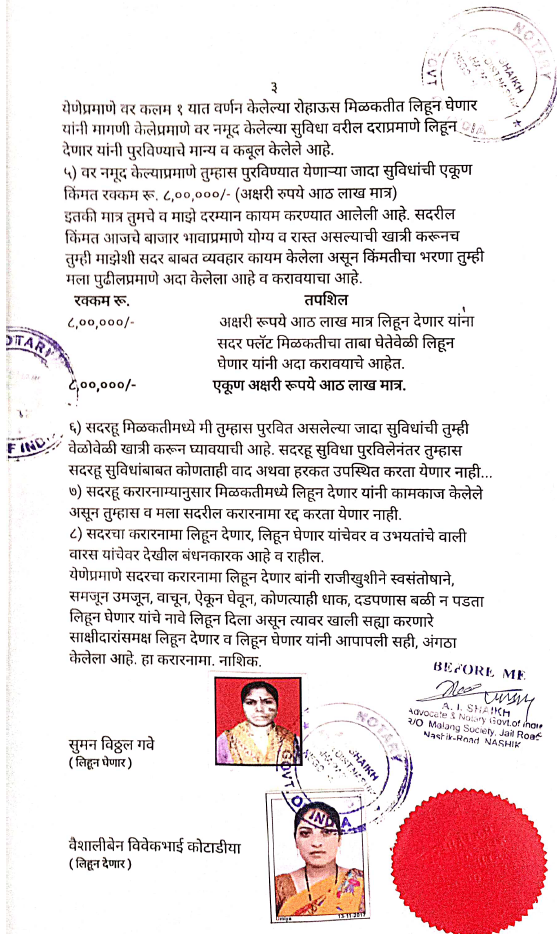 ३
येणेप्रमाणे वर कलम १ यात वर्णन केलेल्या रोहाऊस मिळकतीत लिहून घेणार
यांनी मागणी केलेप्रमाणे वर नमूद केलेल्या सुविधा वरील दराप्रमाणे लिहून
देणार यांनी पुरविण्याचे मान्य व कबूल केलेले आहे.
५) वर नमूद केल्याप्रमाणे तुम्हास पुरविण्यात येणाऱ्या जादा सुविधांची एकूण
किंमत रक्कम रू. ८,००,०००/- (अक्षरी रुपये आठ लाख मात्र)
इतकी मात्र तुमचे व माझे दरम्यान कायम करण्यात आलेली आहे. सदरील
किंमत आजचे बाजार भावाप्रमाणे योग्य व रास्त असल्याची खात्री करूनच
तुम्ही माझेशी सदर बाबत व्यवहार कायम केलेला असून किंमतीचा भरणा तुम्ही
मला पुढीलप्रमाणे अदा केलेला आहे व करावयाचा आहे.
रक्कम रू. तपशिल
८,००,०००/- अक्षरी रूपये आठ लाख मात्र लिहून देणार यांना
सदर फ्लॅट मिळकतीचा ताबा घेतेवेळी लिहून
घेणार यांनी अदा करावयाचे आहेत.
८,००,०००/- एकूण अक्षरी रूपये आठ लाख मात्र.
६) सदरहू मिळकतीमध्ये मी तुम्हास पुरवित असलेल्या जादा सुविधांची तुम्ही
वेळोवेळी खात्री करून घ्यावयाची आहे. सदरहू सुविधा पुरविलेनंतर तुम्हास
सदरहू सुविधांबाबत कोणताही वाद अथवा हरकत उपस्थित करता येणार नाही...
७) सदरहू करारनाम्यानुसार मिळकतीमध्ये लिहून देणार यांनी कामकाज केलेले
असून तुम्हास व मला सदरील करारनामा रद्द करता येणार नाही.
८) सदरचा करारनामा लिहून देणार, लिहून घेणार यांचेवर व उभयतांचे वाली
वारस यांचेवर देखील बंधनकारक आहे व राहील.
येणेप्रमाणे सदरचा करारनामा लिहून देणार बांनी राजीखुशीने स्वसंतोषाने,
समजून उमजून, वाचून, ऐकून घेवून, कोणत्याही धाक, दडपणास बळी न पडता
लिहून घेणार यांचे नावे लिहून दिला असून त्यावर खाली सह्या करणारे
साक्षीदारांसमक्ष लिहून देणार व लिहून घेणार यांनी आपापली सही, अंगठा
केलेला आहे. हा करारनामा. नाशिक.
BEFORE ME
A. I. SHAIKH
Advocate & Notary Govt. of India
R/O. Malang Society, Jail Road
Nashik-Road, NASHIK
सुमन विठ्ठल गवे
( लिहून घेणार )
NOTARY
GOVT. OF INDIA
वैशालीबेन विवेकभाई कोटाडीया
( लिहून देणार )